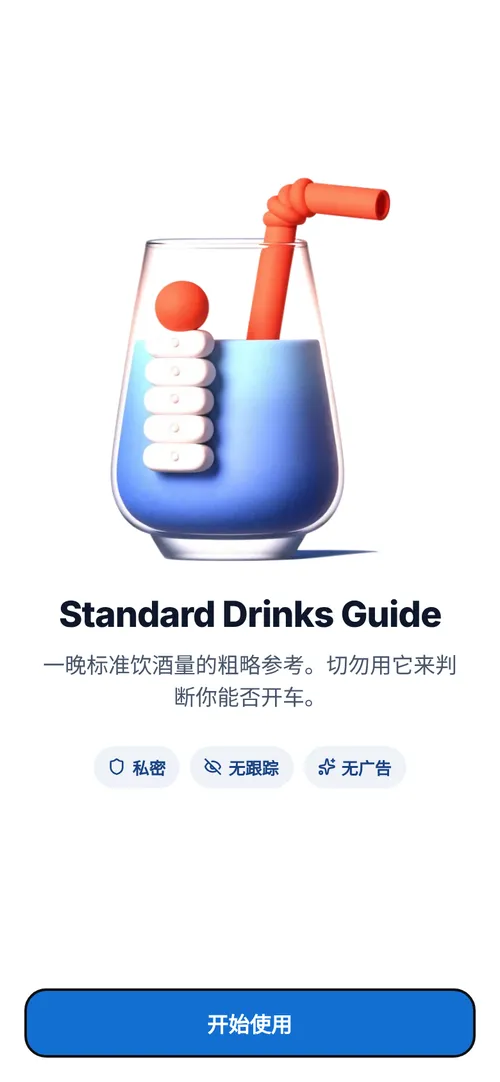 Standard Drinks Guide
一晚标准饮酒量的粗略参考。切勿用它来判
断你能否开车。
私密
无跟踪
无广告
开始使用